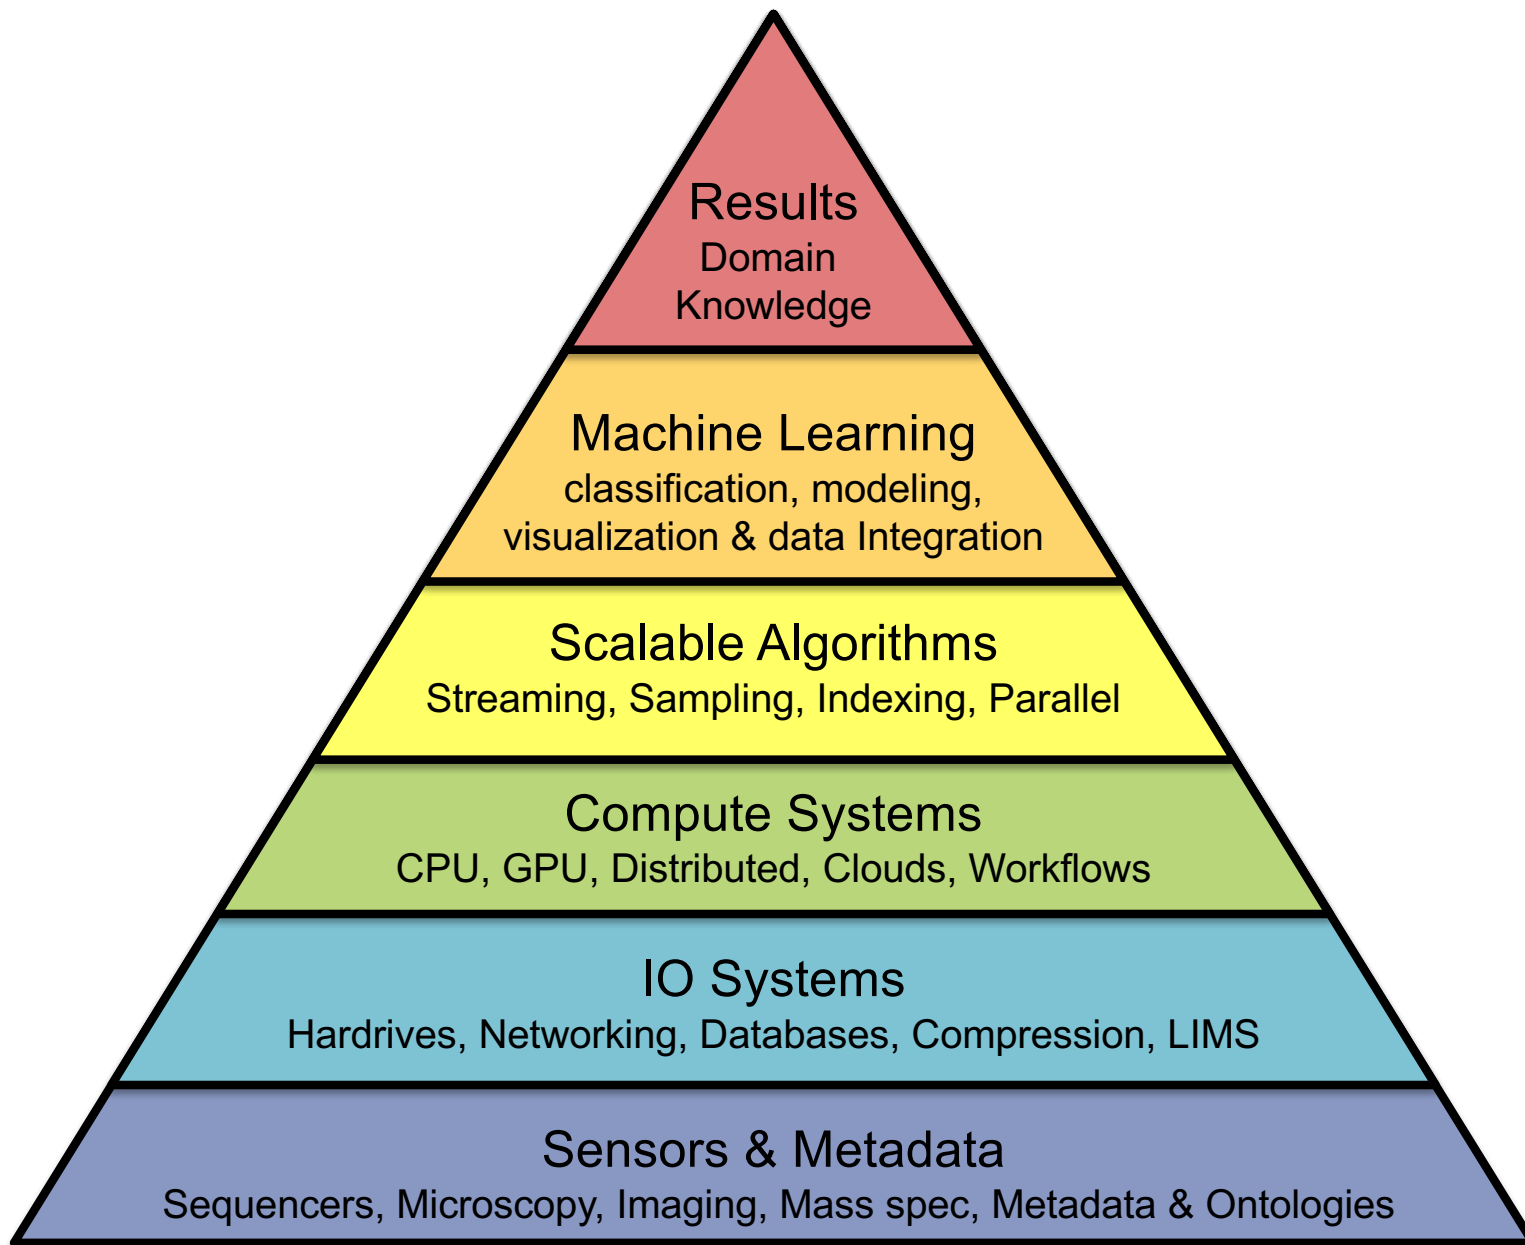 Results
Domain
Knowledge
Machine Learning
classification, modeling,
visualization & data Integration
Scalable Algorithms
Streaming, Sampling, Indexing, Parallel
Compute Systems
CPU, GPU, Distributed, Clouds, Workflows
IO Systems
Hardrives, Networking, Databases, Compression, LIMS
Sensors & Metadata
Sequencers, Microscopy, Imaging, Mass spec, Metadata & Ontologies